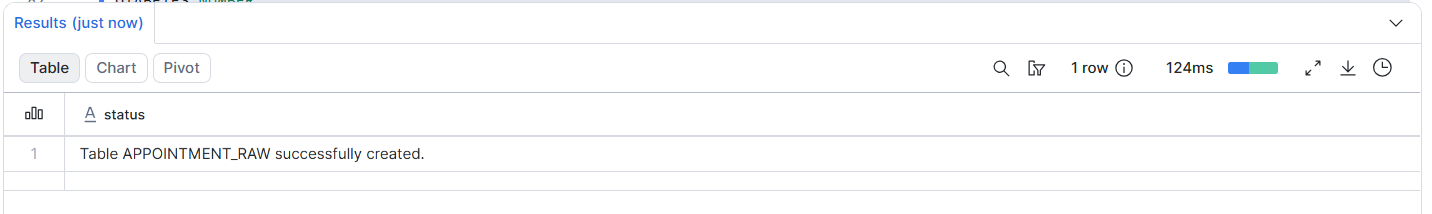 Results (just now)
Table Chart Pivot 1 row 124ms
A status
1 Table APPOINTMENT_RAW successfully created.